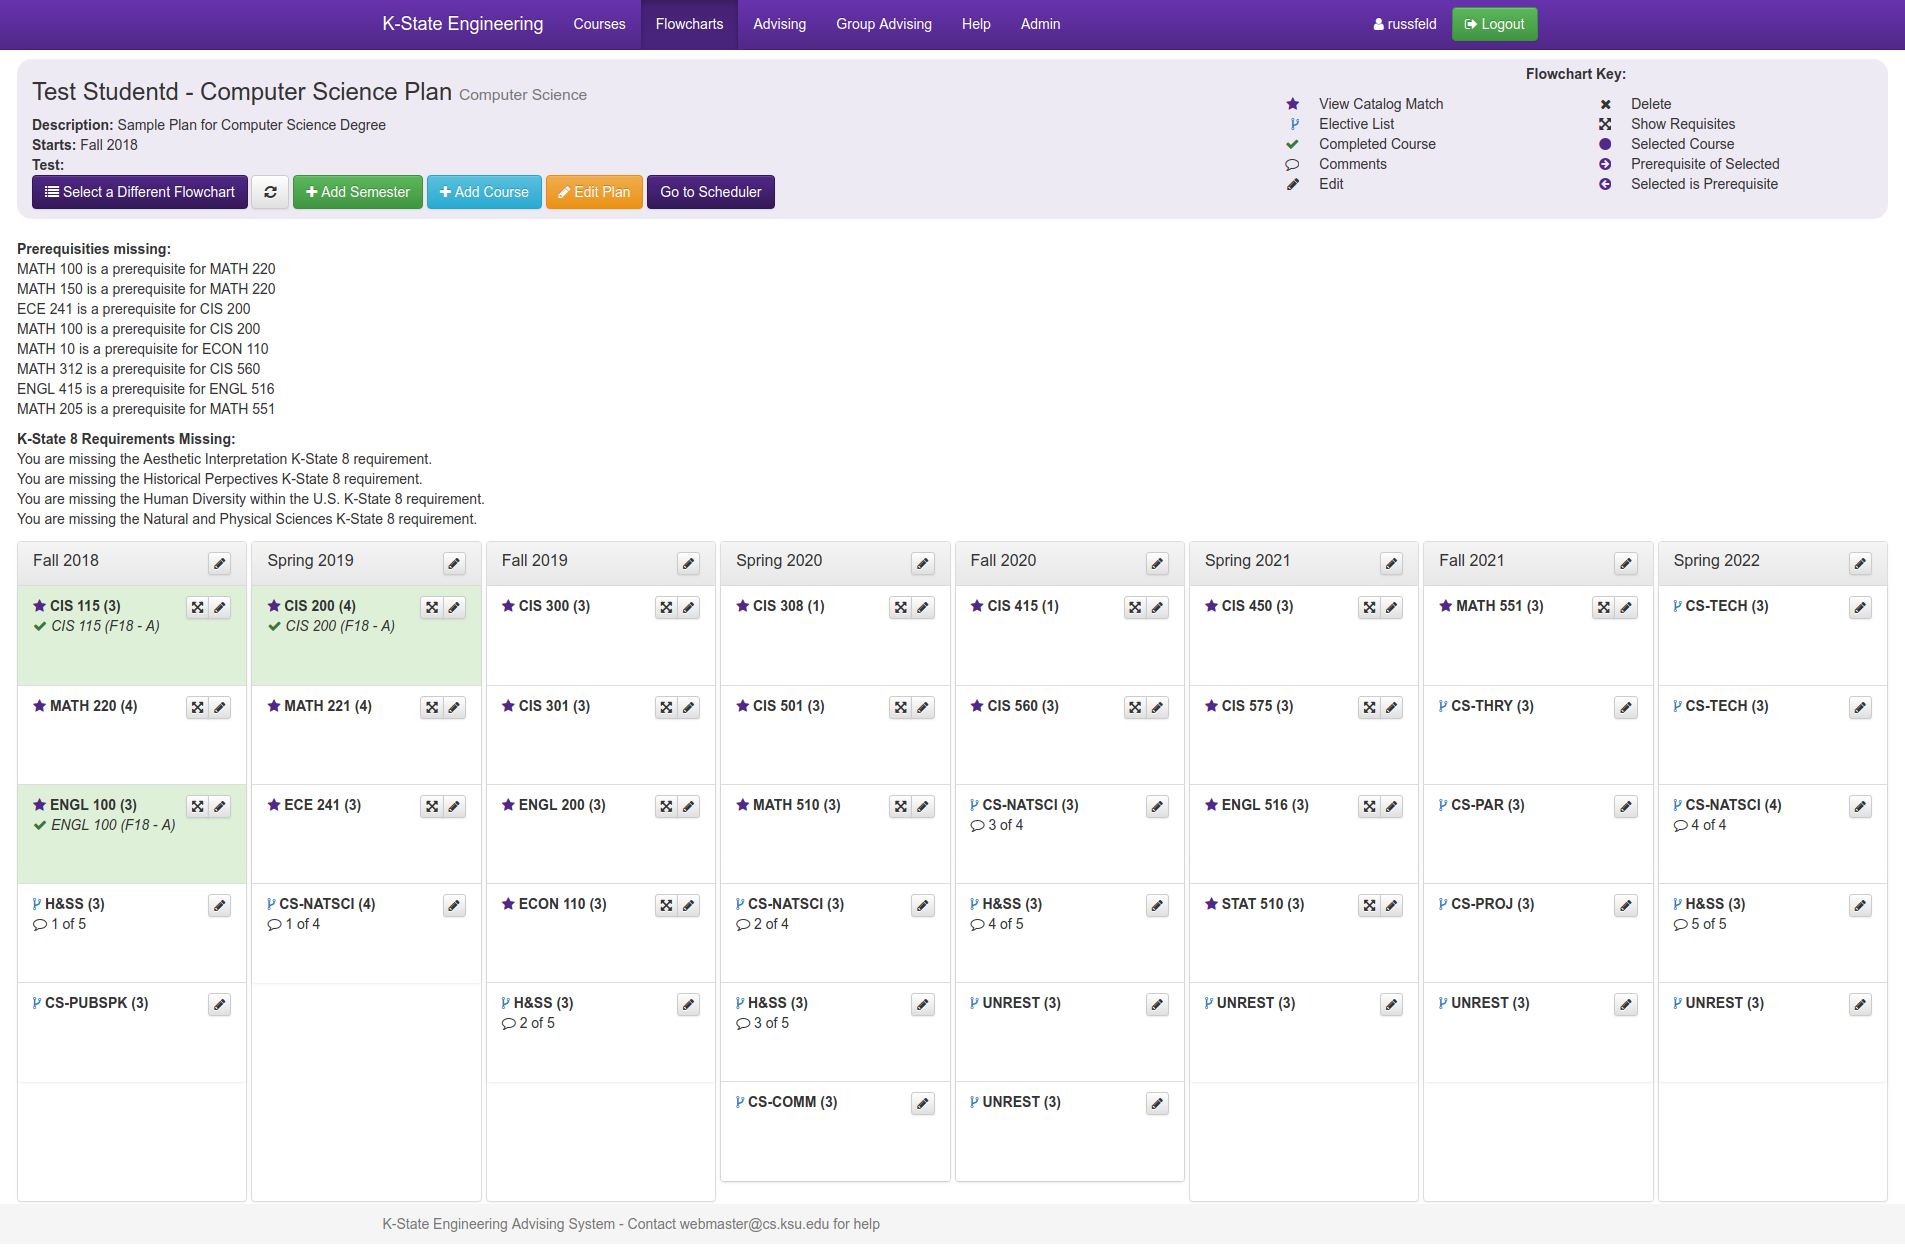 K-State Engineering Courses Flowcharts Advising Group Advising Help Admin russfeld Logout
Test Studentd - Computer Science Plan Computer Science
Description: Sample Plan for Computer Science Degree
Starts: Fall 2018
Test:
Select a Different Flowchart Add Semester Add Course Edit Plan Go to Scheduler
Flowchart Key:
View Catalog Match Delete
Elective List Show Requisites
Completed Course Selected Course
Comments Prerequisite of Selected
Edit Selected is Prerequisite
Prerequisities missing:
MATH 100 is a prerequisite for MATH 220
MATH 150 is a prerequisite for MATH 220
ECE 241 is a prerequisite for CIS 200
MATH 100 is a prerequisite for CIS 200
MATH 10 is a prerequisite for ECON 110
MATH 312 is a prerequisite for CIS 560
ENGL 415 is a prerequisite for ENGL 516
MATH 205 is a prerequisite for MATH 551
K-State 8 Requirements Missing:
You are missing the Aesthetic Interpretation K-State 8 requirement.
You are missing the Historical Perpectives K-State 8 requirement.
You are missing the Human Diversity within the U.S. K-State 8 requirement.
You are missing the Natural and Physical Sciences K-State 8 requirement.
Fall 2018
CIS 115 (3)
CIS 115 (F18 - A)
MATH 220 (4)
ENGL 100 (3)
ENGL 100 (F18 - A)
H&SS (3)
1 of 5
CS-PUBSPK (3)
Spring 2019
CIS 200 (4)
CIS 200 (F18 - A)
MATH 221 (4)
ECE 241 (3)
CS-NATSCI (4)
1 of 4
Fall 2019
CIS 300 (3)
CIS 301 (3)
ENGL 200 (3)
ECON 110 (3)
H&SS (3)
2 of 5
Spring 2020
CIS 308 (1)
CIS 501 (3)
MATH 510 (3)
CS-NATSCI (3)
2 of 4
H&SS (3)
3 of 5
CS-COMM (3)
Fall 2020
CIS 415 (1)
CIS 560 (3)
CS-NATSCI (3)
3 of 4
H&SS (3)
4 of 5
UNREST (3)
UNREST (3)
Spring 2021
CIS 450 (3)
CIS 575 (3)
ENGL 516 (3)
STAT 510 (3)
UNREST (3)
Fall 2021
MATH 551 (3)
CS-THRY (3)
CS-PAR (3)
CS-PROJ (3)
UNREST (3)
Spring 2022
CS-TECH (3)
CS-TECH (3)
CS-NATSCI (4)
4 of 4
H&SS (3)
5 of 5
UNREST (3)
K-State Engineering Advising System - Contact webmaster@cs.ksu.edu for help